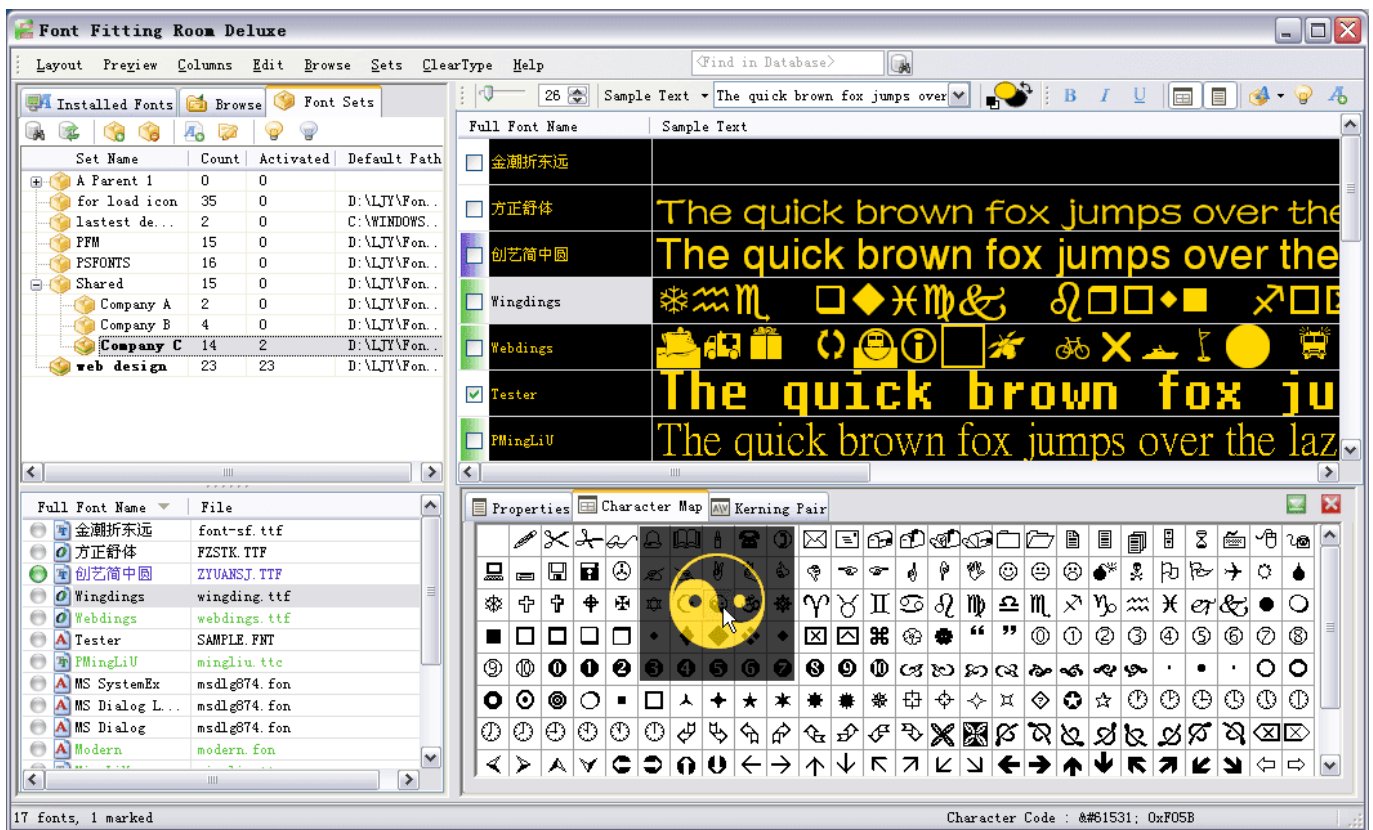 Font Fitting Room Deluxe
Layout Preview Columns Edit Browse Sets ClearType Help <Find in Database>
Installed Fonts Browse Font Sets
26 Sample Text The quick brown fox jumps over B I U
Set Name Count Activated Default Path
A Parent 1 0 0
for load icon 35 0 D:\LJY\Fon...
lastest de... 2 0 C:\WINDOWS...
PFM 15 0 D:\LJY\Fon...
PSFONTS 16 0 D:\LJY\Fon...
Shared 15 0 D:\LJY\Fon...
Company A 2 0 D:\LJY\Fon...
Company B 4 0 D:\LJY\Fon...
Company C 14 2 D:\LJY\Fon...
web design 23 23 D:\LJY\Fon...
Full Font Name Sample Text
金潮折东远
方正舒体 The quick brown fox jumps over the
创艺简中圆 The quick brown fox jumps over the
Wingdings
Webdings
Tester The quick brown fox ju
PMingLiU The quick brown fox jumps over the laz
Full Font Name File
金潮折东远 font-sf.ttf
方正舒体 FZSTK.TTF
创艺简中圆 ZYUANSJ.TTF
Wingdings wingding.ttf
Webdings webdings.ttf
Tester SAMPLE.FNT
PMingLiU mingliu.ttc
MS SystemEx msdlg874.fon
MS Dialog L... msdlg874.fon
MS Dialog msdlg874.fon
Modern modern.fon
Properties Character Map Kerning Pair
17 fonts, 1 marked
Character Code : &#61531; 0xF05B